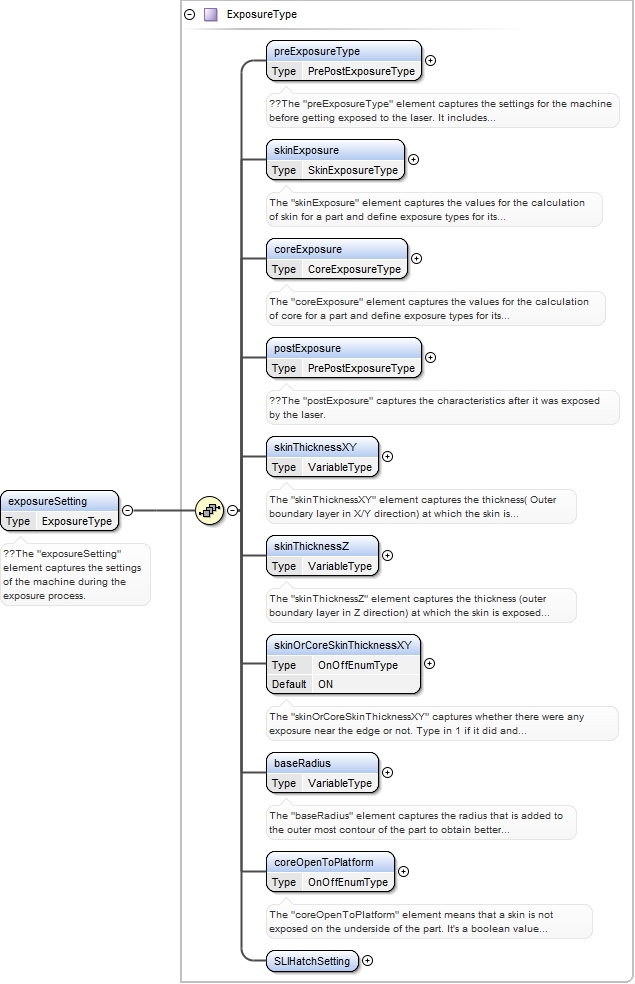 ExposureType
preExposureType
Type PrePostExposureType
??The "preExposureType" element captures the settings for the machine
before getting exposed to the laser. It includes...
skinExposure
Type SkinExposureType
The "skinExposure" element captures the values for the calculation
of skin for a part and define exposure types for its...
coreExposure
Type CoreExposureType
The "coreExposure" element captures the values for the calculation
of core for a part and define exposure types for its...
postExposure
Type PrePostExposureType
??The "postExposure" captures the characteristics after it was exposed
by the laser.
skinThicknessXY
Type VariableType
The "skinThicknessXY" element captures the thickness( Outer
boundary layer in X/Y direction) at which the skin is...
exposureSetting
Type ExposureType
??The "exposureSetting"
element captures the settings
of the machine during the
exposure process.
skinThicknessZ
Type VariableType
The "skinThicknessZ" element captures the thickness (outer
boundary layer in Z direction) at which the skin is exposed...
skinOrCoreSkinThicknessXY
Type OnOffEnumType
Default ON
The "skinOrCoreSkinThicknessXY" captures whether there were any
exposure near the edge or not. Type in 1 if it did and...
baseRadius
Type VariableType
The "baseRadius" element captures the radius that is added to
the outer most contour of the part to obtain better...
coreOpenToPlatform
Type OnOffEnumType
The "coreOpenToPlatform" element means that a skin is not
exposed on the underside of the part. It's a boolean value...
SLIHatchSetting